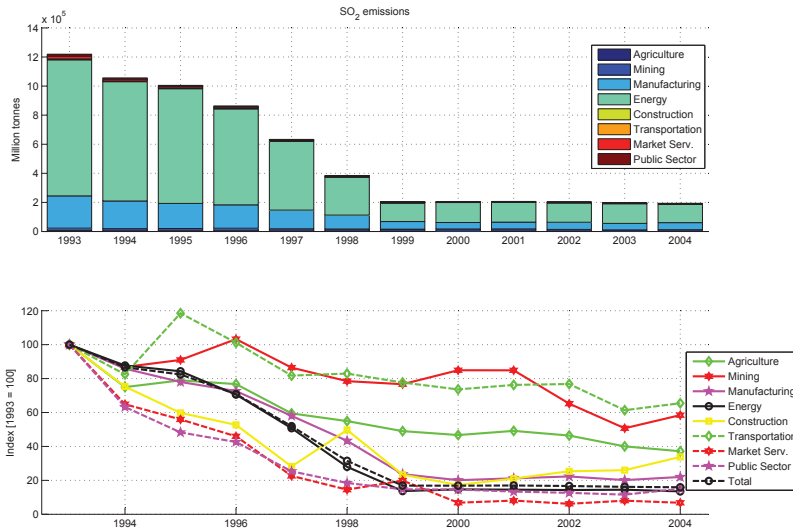 SO2 emissions
x 10^5
14
12
10
8
6
4
2
0
Million tonnes
1993 1994 1995 1996 1997 1998 1999 2000 2001 2002 2003 2004
Agriculture
Mining
Manufacturing
Energy
Construction
Transportation
Market Serv.
Public Sector
120
100
80
60
40
20
0
Index [1993 = 100]
1994 1996 1998 2000 2002 2004
Agriculture
Mining
Manufacturing
Energy
Construction
Transportation
Market Serv.
Public Sector
Total